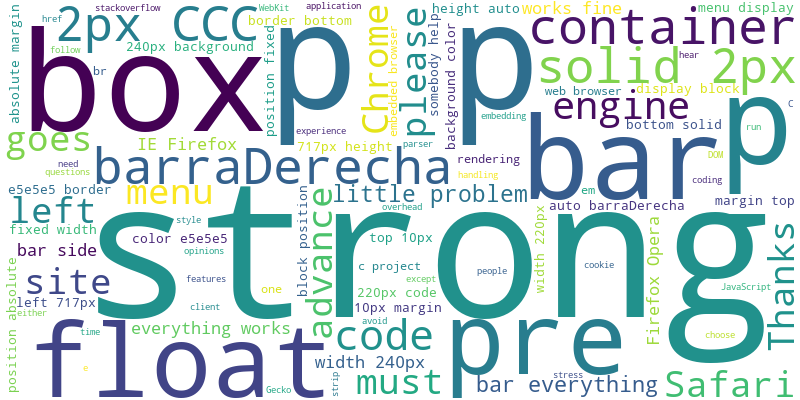 href
stackoverflow
WebKit
application
2px CCC
border bottom
height auto
works fine
menu display
240px background
absolute margin
position fixed
Chrome
embedded browser
please
somebody help
background color
container
follow
box
p
p
solid 2px
hear
br
web browser
display block
experience
embedding
engine
c
goes
IE Firefox
717px height
parser
bottom solid
p
run
need
questions
barraDerecha
rendering
handling
bar
DOM
coding
e5e5e5 border
menu
little problem
em
auto barraDerecha
margin top
left
style
overhead
fixed width
strong
bar side
color e5e5e5
opinions
block position
advance
top 10px
width 220px
Firefox Opera
Thanks
position absolute
site
features
one
c project
people
cookie
JavaScript
left 717px
client
220px code
except
either
10px margin
time
everything works
avoid
code
pre
choose
float
width 240px
e
Gecko
strip
must
bar everything
stress
Safari